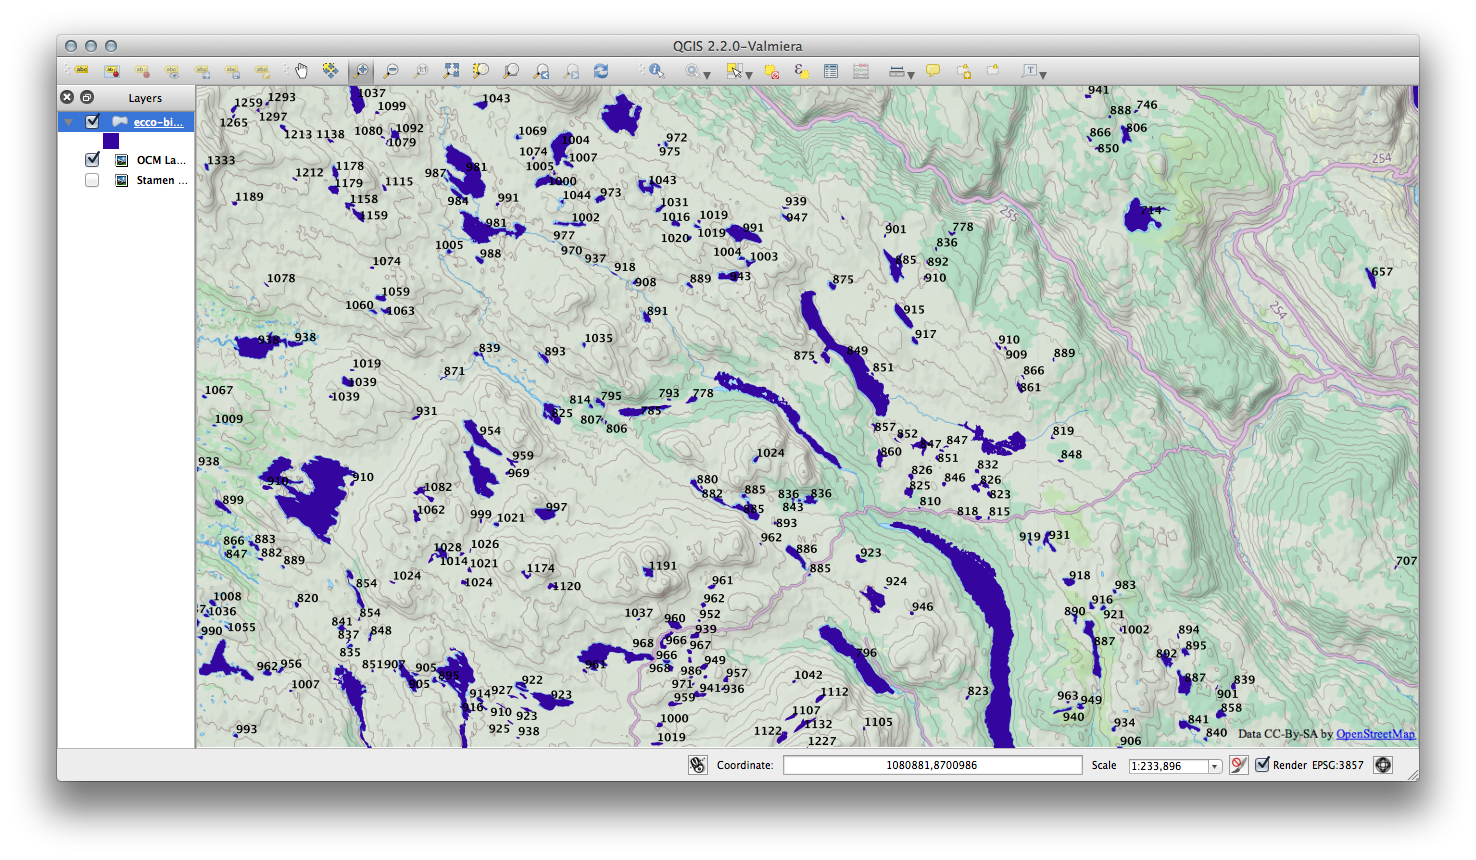 QGIS 2.2.0-Valmiera
abc
Layers
ecco-bi...
OCM La...
Stamen ...
1037 1043 941
1259 1293 1099 888 746
1265 1297 1069 1004 972 866 806
1213 1138 1080 1092 1079 1074 1007 975 850 254
1333 1178 987 981 1005 1000 1043
1212 1179 1115 984 991 1044 973 939
1189 1158 1031 947 714 255
1159 981 1002 1016 1019 991 901 778
1005 977 1020 1019 836
988 970 937 1004 1003 885 892
1074 918 889 943 875 910 657
1078 908
1059 891 915 254
1060 1063 917
938 938 839 893 1035 875 849 910 909 889
1019 851 866
1039 871 861
1067 1039 814 795 793 778
1009 931 825 807 785 857
954 806 852 847 847 819
938 959 1024 860 851 848
910 910 969 880 826 846 832
899 1082 882 885 836 836 825 826
1062 999 1021 997 885 843 810 823
866 883 893 818 815
847 882 1028 1026 962 886 923 919 931
889 1014 1021 1174 1191 885 707
854 1024 1024 1120 961 924 918 983
1008 820 962 946 916
1036 854 1037 960 952 890 921
990 1055 841 848 939 887 1002 894
837 968 966 967 796 895
835 966 949 892
962 956 851 907 905 895 961 968 986 957 1042 887 839
1007 905 922 971 941 936 823 963 901
914 927 923 959 1112 949 858
916 910 923 1000 1107 940 841
993 925 938 1019 1122 1132 1105 934 840
1227 906
Data CC-By-SA by OpenStreetMap
Coordinate: 1080881,8700986 Scale 1:233,896 Render EPSG:3857